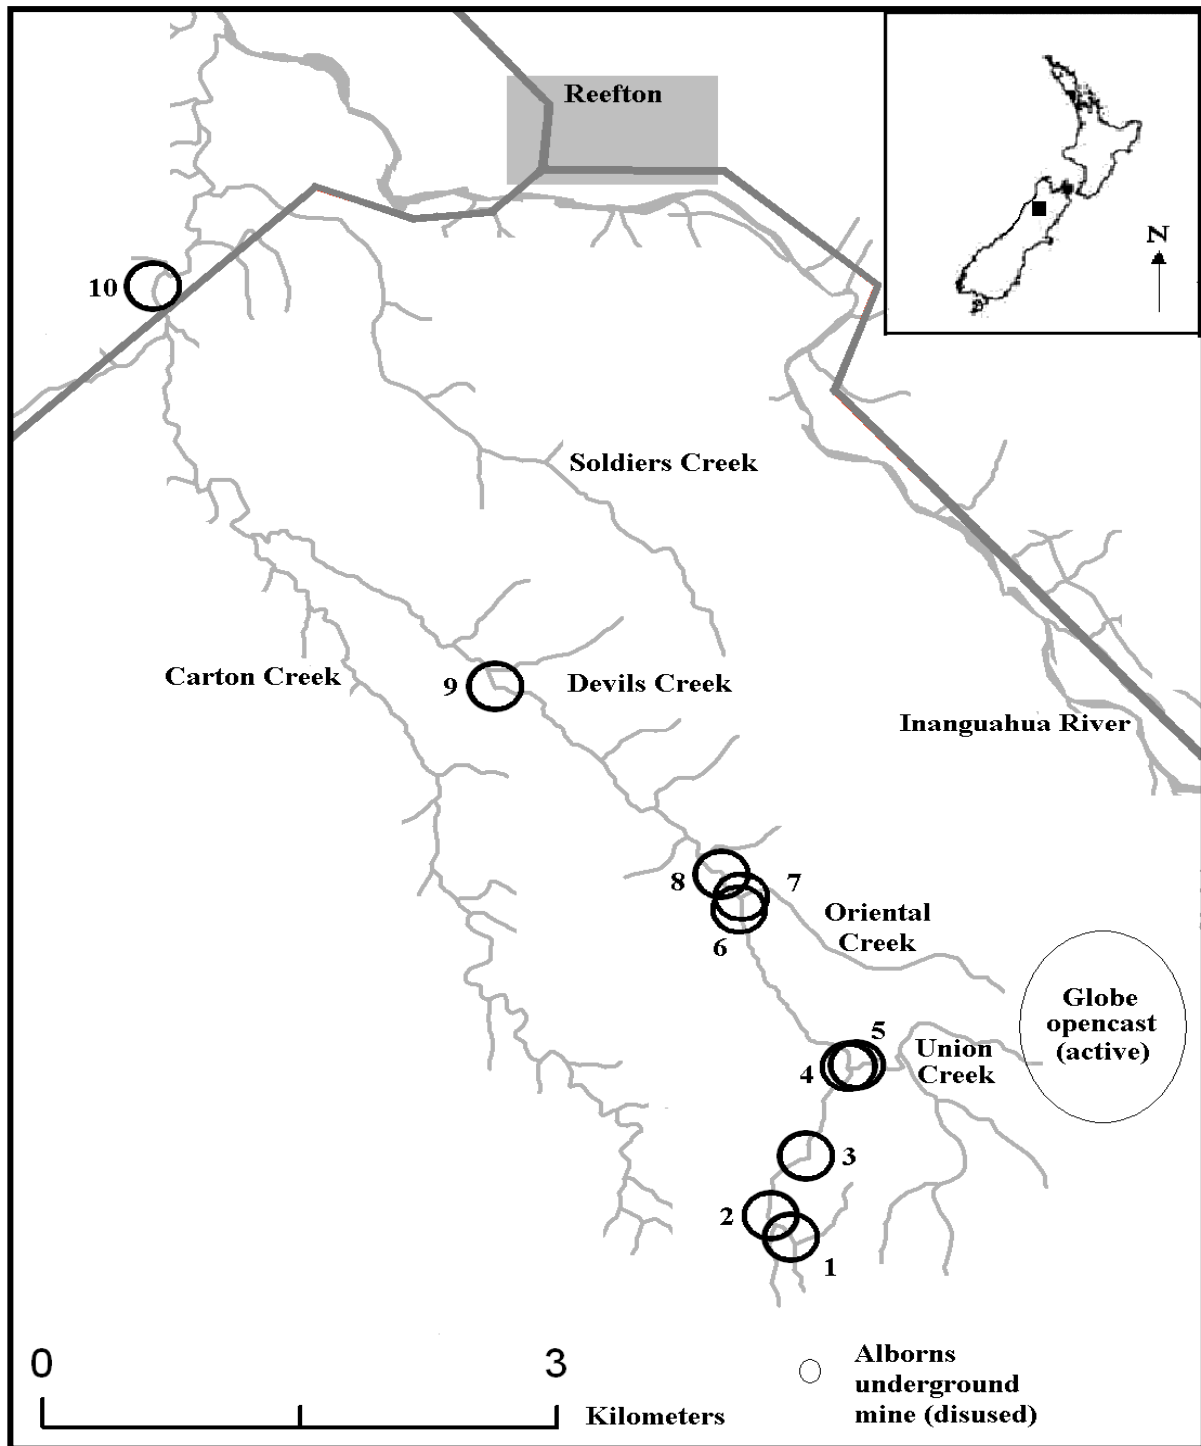 Reefton
N
10
Soldiers Creek
Carton Creek
9
Devils Creek
Inanguahua River
8
7
Oriental
Creek
6
Globe
opencast
(active)
5
Union
Creek
4
3
2
1
0
3
Kilometers
Alborns
underground
mine (disused)